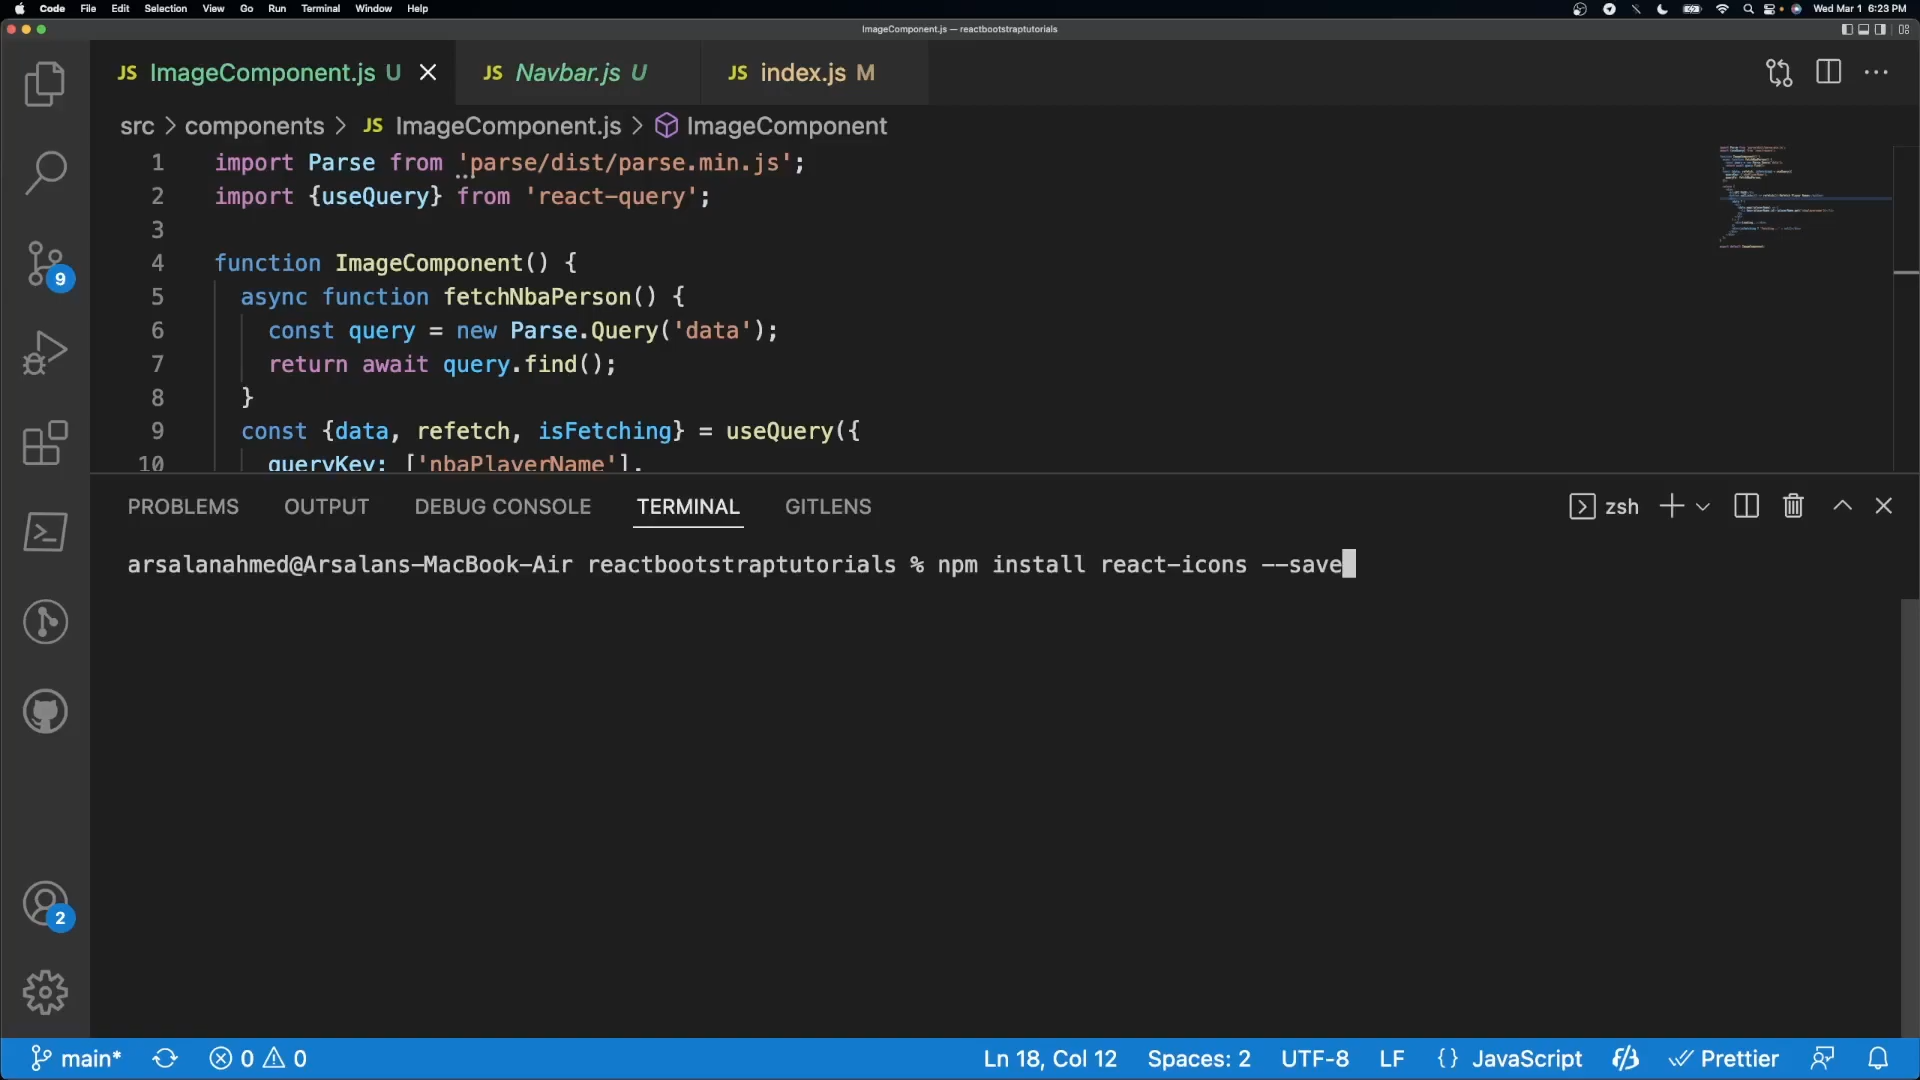 Code File Edit Selection View Go Run Terminal Window Help Wed Mar 1 6:23 PM
ImageComponent.js — reactbootstraptutorials
JS ImageComponent.js U JS Navbar.js U JS index.js M
src > components > JS ImageComponent.js > ImageComponent
1 import Parse from 'parse/dist/parse.min.js';
2 import {useQuery} from 'react-query';
3
4 function ImageComponent() {
5 async function fetchNbaPerson() {
6 const query = new Parse.Query('data');
7 return await query.find();
8 }
9 const {data, refetch, isFetching} = useQuery({
10 queryKey: ['nbaPlayerName'],
PROBLEMS OUTPUT DEBUG CONSOLE TERMINAL GITLENS zsh
arsalanahmed@Arsalans-MacBook-Air reactbootstraptutorials % npm install react-icons --save
9
2
main* 0 0 Ln 18, Col 12 Spaces: 2 UTF-8 LF {} JavaScript Prettier